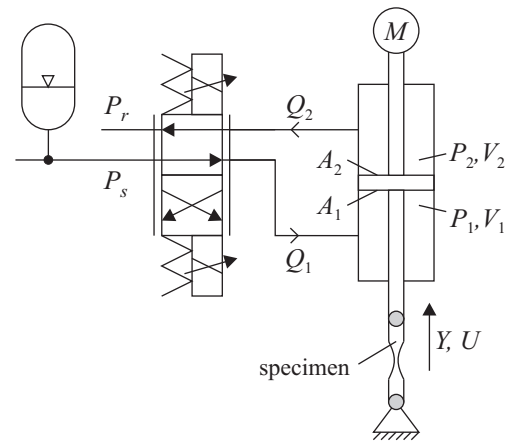 M
P_r
Q_2
P_s
A_2
P_2, V_2
A_1
P_1, V_1
Q_1
Y, U
specimen